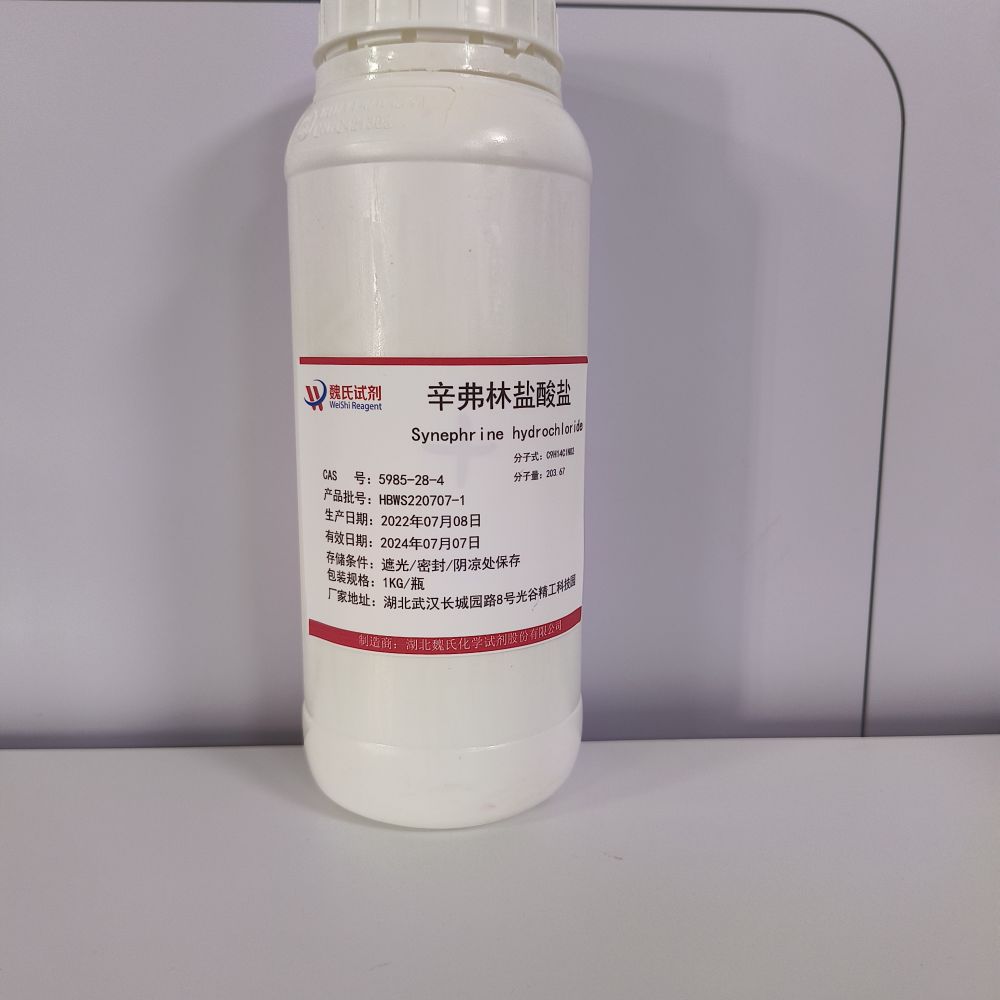 魏氏试剂
WeiShi Reagent
辛弗林盐酸盐
Synephrine hydrochloride
分子式: C9H14ClNO2
分子量: 203.67
CAS 号: 5985-28-4
产品批号: HBWS220707-1
生产日期: 2022年07月08日
有效日期: 2024年07月07日
存储条件: 遮光/密封/阴凉处保存
包装规格: 1KG/瓶
厂家地址: 湖北武汉长城园路8号光谷精工科技园
制造商: 湖北魏氏化学试剂股份有限公司